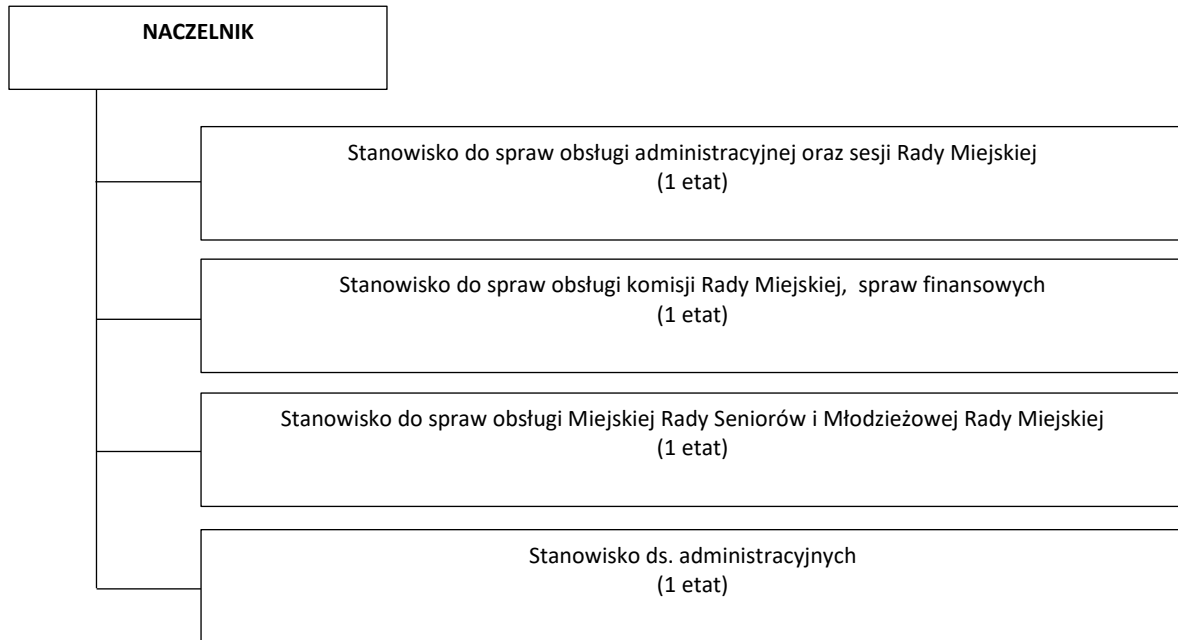 NACZELNIK
Stanowisko do spraw obsługi administracyjnej oraz sesji Rady Miejskiej
(1 etat)
Stanowisko do spraw obsługi komisji Rady Miejskiej,  spraw finansowych
(1 etat)
Stanowisko do spraw obsługi Miejskiej Rady Seniorów i Młodzieżowej Rady Miejskiej
(1 etat)
Stanowisko ds. administracyjnych
(1 etat)